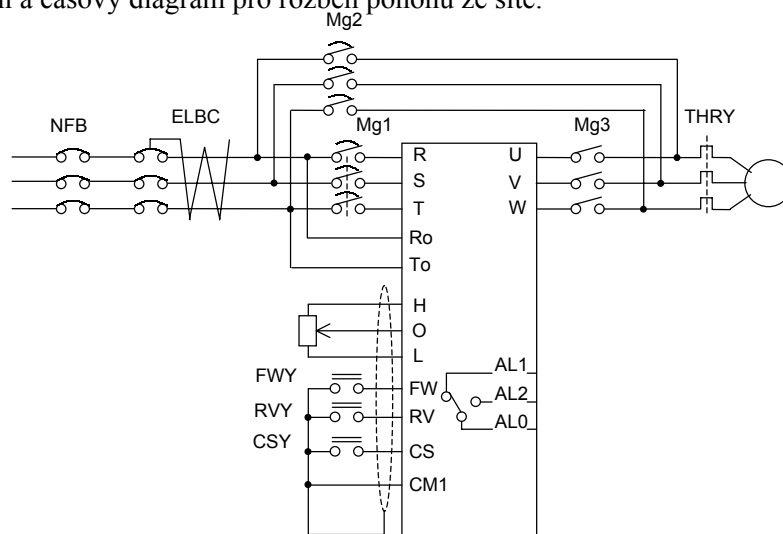 a časový diagram pro rozběh pohonu ze sítě.
Mg2
NFB
ELBC
Mg1
Mg3
THRY
R
S
T
Ro
To
U
V
W
H
O
L
FWY
FW
RVY
RV
CSY
CS
CM1
AL1
AL2
AL0